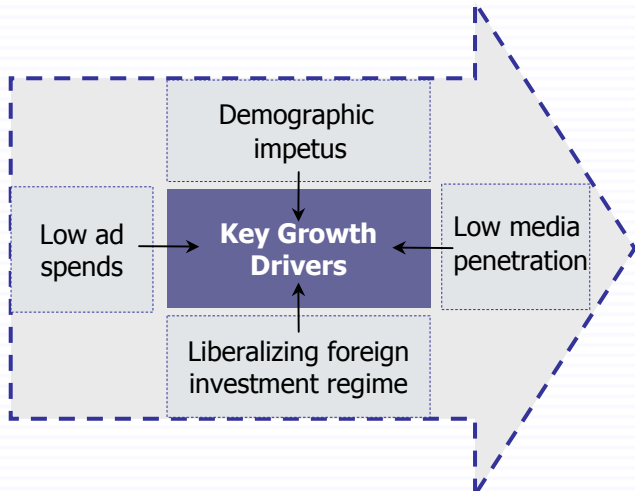 Demographic
impetus
Low ad
spends
Key Growth
Drivers
Low media
penetration
Liberalizing foreign
investment regime